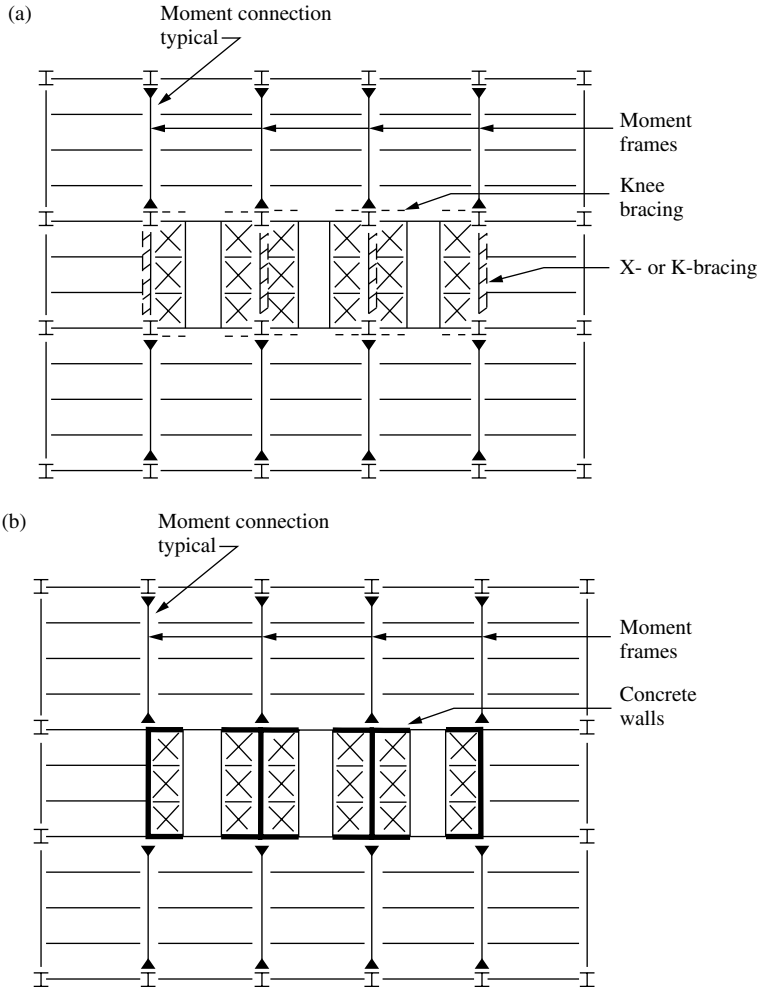 (a)
Moment connection
typical
Moment
frames
Knee
bracing
X- or K-bracing
(b)
Moment connection
typical
Moment
frames
Concrete
walls